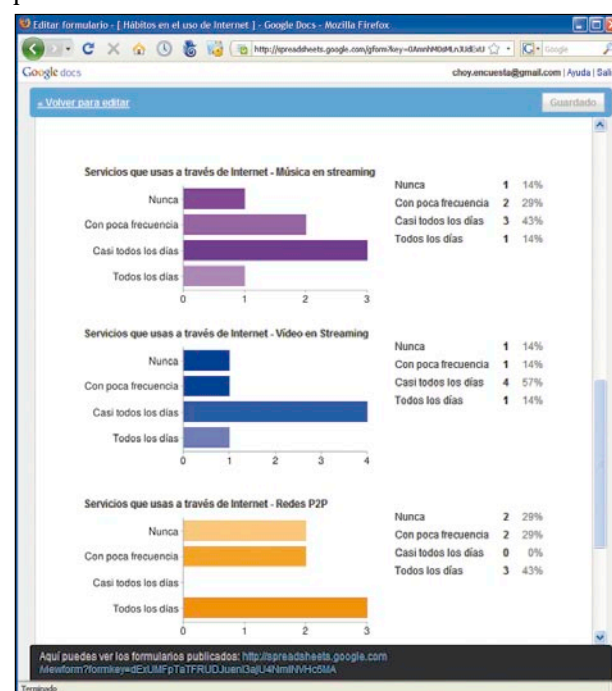 Editar formulario - [ Hábitos en el uso de Internet ] - Google Docs - Mozilla Firefox
Google
Google docs
choy.encuesta@gmail.com | Ayuda | Sali
« Volver para editar
Guardado
Servicios que usas a través de Internet - Música en streaming
Nunca
Con poca frecuencia
Casi todos los días
Todos los días
0 1 2 3
Nunca 1 14%
Con poca frecuencia 2 29%
Casi todos los días 3 43%
Todos los días 1 14%
Servicios que usas a través de Internet - Vídeo en Streaming
Nunca
Con poca frecuencia
Casi todos los días
Todos los días
0 1 2 3 4
Nunca 1 14%
Con poca frecuencia 1 14%
Casi todos los días 4 57%
Todos los días 1 14%
Servicios que usas a través de Internet - Redes P2P
Nunca
Con poca frecuencia
Casi todos los días
Todos los días
0 1 2 3
Nunca 2 29%
Con poca frecuencia 2 29%
Casi todos los días 0 0%
Todos los días 3 43%
Aquí puedes ver los formularios publicados: http://spreadsheets.google.com
Terminado